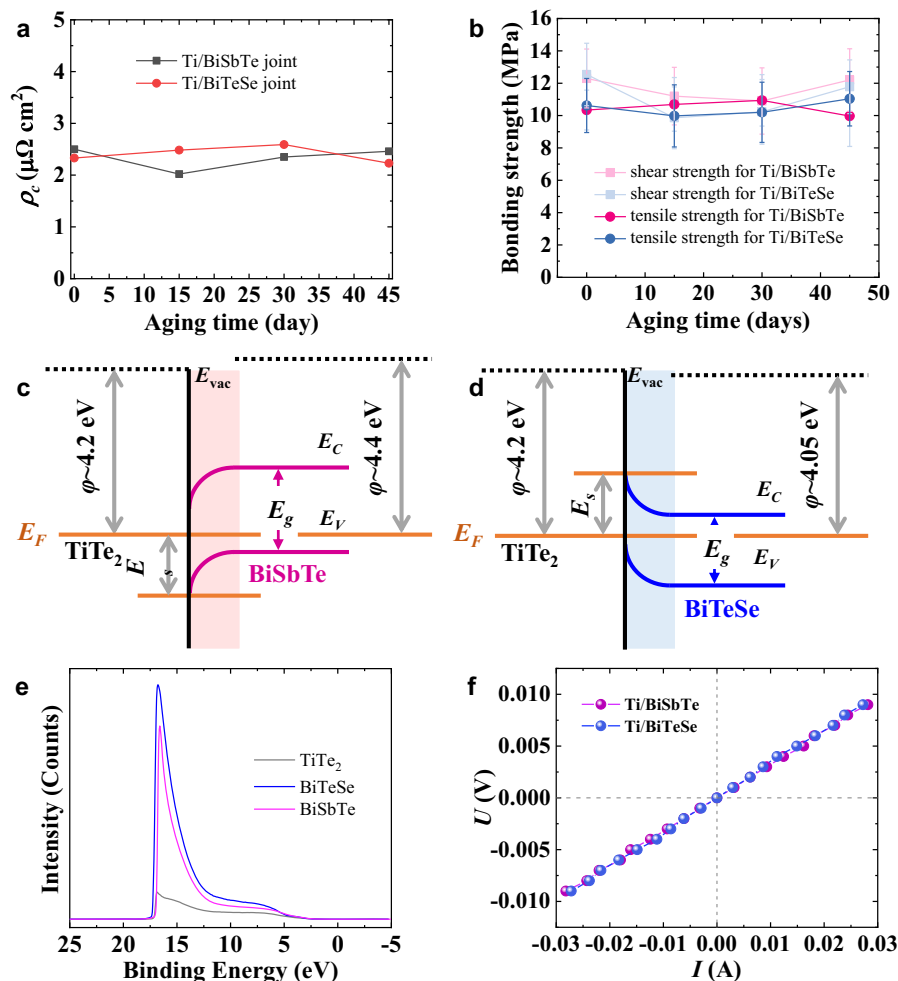 a
Ti/BiSbTe joint
Ti/BiTeSe joint
ρc (μΩ cm²)
5
4
3
2
1
0
0 5 10 15 20 25 30 35 40 45
Aging time (day)
b
Bonding strength (MPa)
16
14
12
10
8
6
4
2
0
shear strength for Ti/BiSbTe
shear strength for Ti/BiTeSe
tensile strength for Ti/BiSbTe
tensile strength for Ti/BiTeSe
0 10 20 30 40 50
Aging time (days)
c
Evac
φ~4.2 eV
φ~4.4 eV
EC
Eg
EV
EF
TiTe2
Es
BiSbTe
d
Evac
φ~4.2 eV
φ~4.05 eV
Es
EC
Eg
EV
EF
TiTe2
BiTeSe
e
Intensity (Counts)
TiTe2
BiTeSe
BiSbTe
25 20 15 10 5 0 -5
Binding Energy (eV)
f
Ti/BiSbTe
Ti/BiTeSe
U (V)
0.010
0.005
0.000
-0.005
-0.010
-0.03 -0.02 -0.01 0.00 0.01 0.02 0.03
I (A)